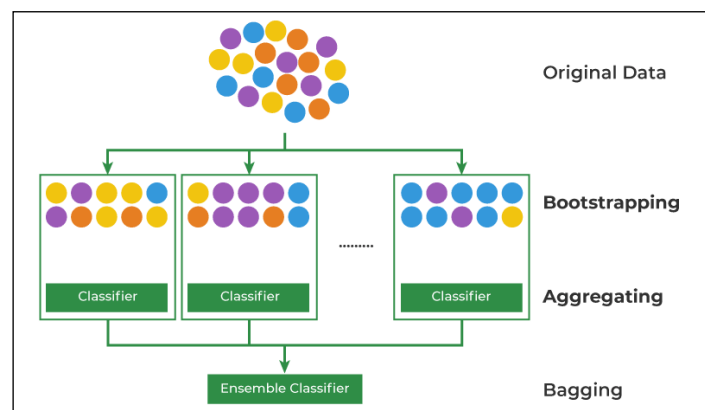 Original Data
Bootstrapping
.........
Classifier
Classifier
Classifier
Aggregating
Ensemble Classifier
Bagging